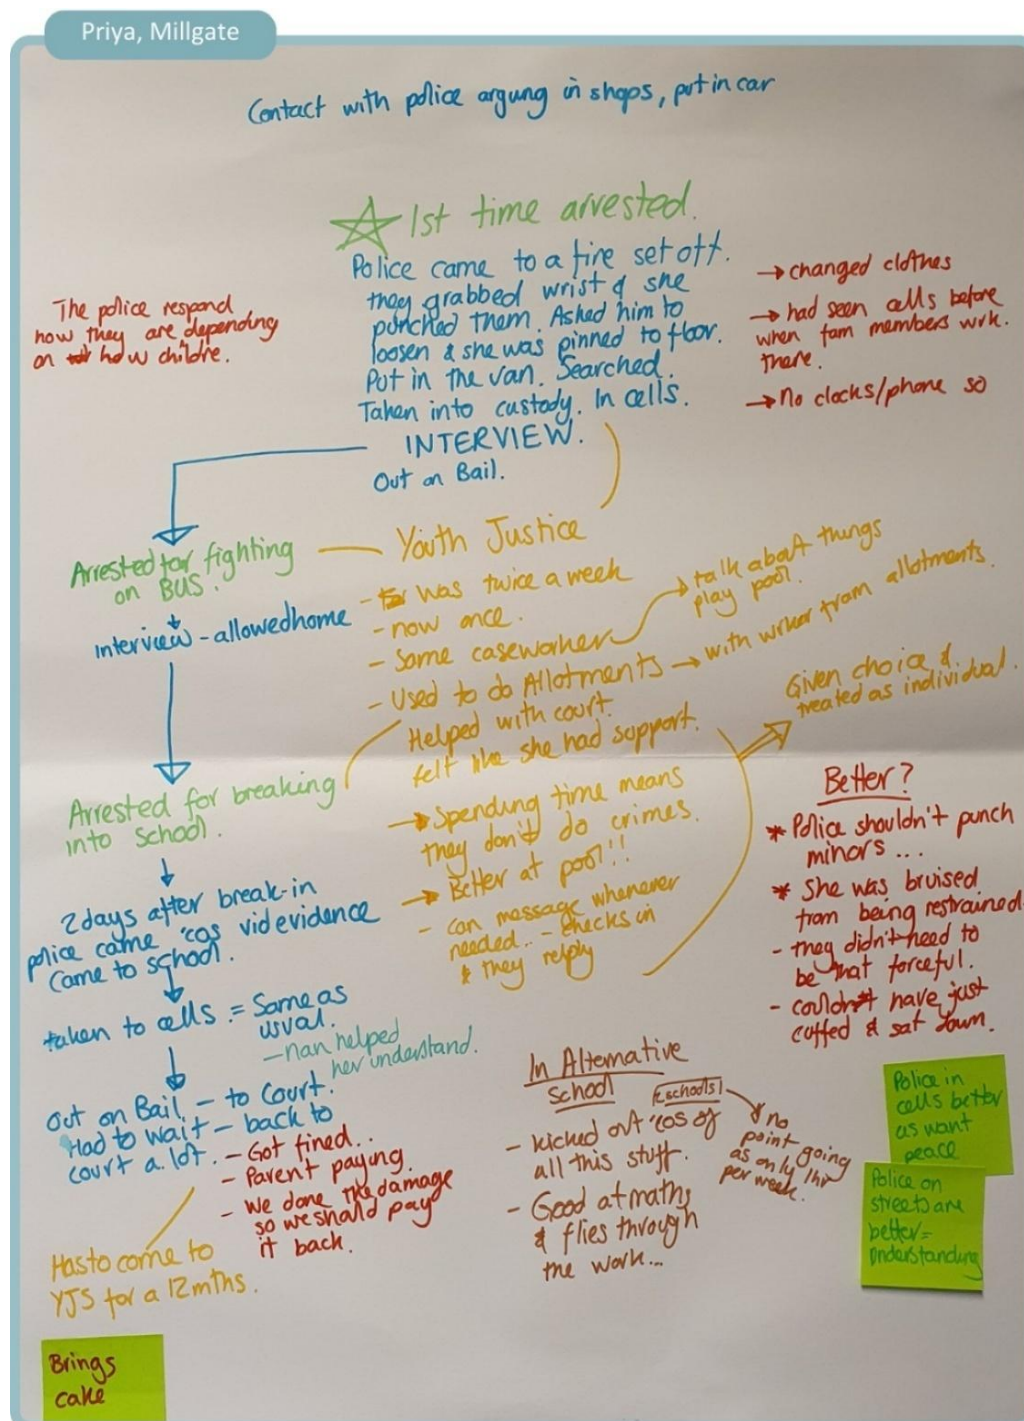 Priya, Millgate
Contact with police argung in shops, put in car
1st time arrested.
Police came to a fire set off.
they grabbed wrist & she
punched them. Asked him to
loosen & she was pinned to floor.
Put in the van. Searched.
Taken into custody. In cells.
INTERVIEW.
Out on Bail.
The police respond
how they are depending
on how childre.
→ changed clothes
→ had seen cells before
when fam members wrk.
there.
→ No clocks/phone so
Arrested for fighting
on BUS.
interview - allowed home
Youth Justice
- was twice a week
- now once.
- Same caseworker
→ talk about things
play pool.
- Used to do Allotments → with wrker from allotments.
Helped with court.
felt like she had support.
Given choice &
treated as individual.
→ Spending time means
they don't do crimes.
→ Better at pool!!
- can message whenever
needed.. - checks in
& they relply
Arrested for breaking
into school.
2 days after break-in
police came 'cos vid evidence
Came to school.
taken to cells = Same as
usual.
- nan helped
her understand.
Out on Bail - to Court.
Had to wait - back to
court a lot.
- Got fined..
- Parent paying.
- We done the damage
so we should pay
it back.
Has to come to
YJS for a 12mths.
Brings
cake
In Alternative
school
- kicked out 'cos of
all this stuff.
- Good at maths
& flies through
the work...
no
point going
as only 1hr
per week.
Better?
* Police shouldn't punch
minors...
* She was bruised
from being restrained.
- they didn't need to
be that forceful.
- could have just
cuffed & sat down.
Police in
cells better
as want
peace
Police on
streets are
better=
understanding